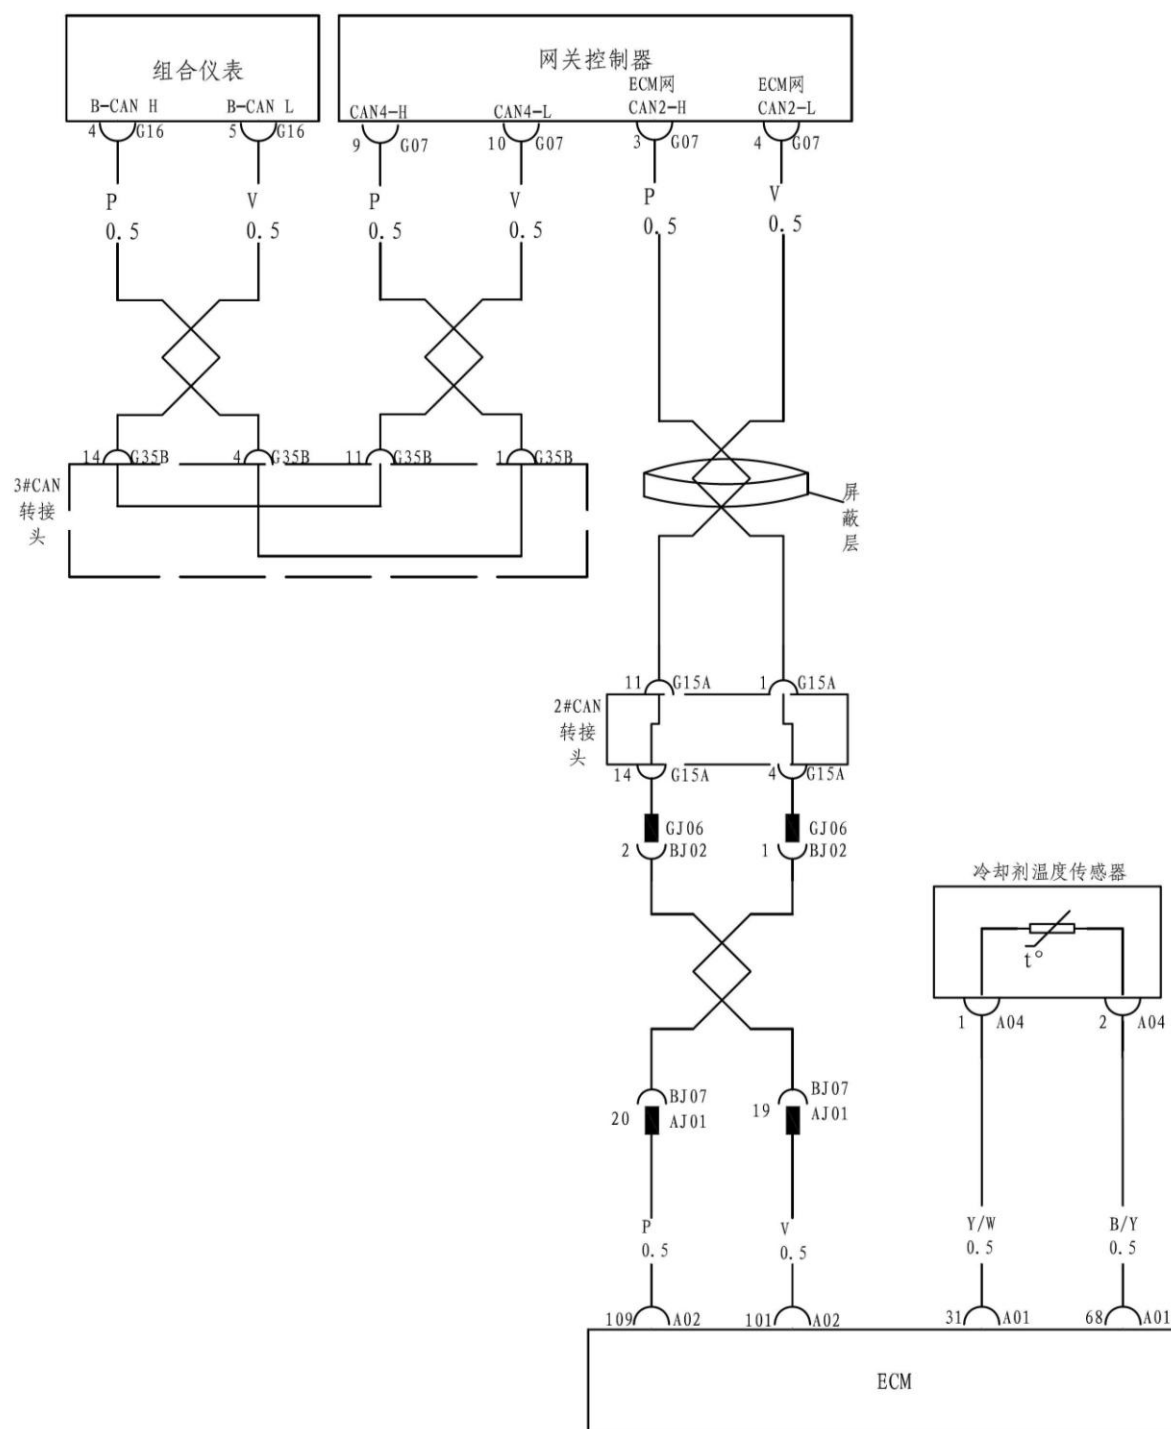 组合仪表
网关控制器
B-CAN H
B-CAN L
CAN4-H
CAN4-L
ECM网
CAN2-H
ECM网
CAN2-L
4
G16
5
G16
9
G07
10
G07
3
G07
4
G07
P
0.5
V
0.5
P
0.5
V
0.5
P
0.5
V
0.5
14
G35B
4
G35B
11
G35B
1
G35B
3#CAN
转接
头
屏
蔽
层
11
G15A
1
G15A
2#CAN
转接
头
14
G15A
4
G15A
GJ06
2
BJ02
GJ06
1
BJ02
冷却剂温度传感器
t°
1
A04
2
A04
BJ07
20
AJ01
BJ07
19
AJ01
P
0.5
V
0.5
Y/W
0.5
B/Y
0.5
109
A02
101
A02
31
A01
68
A01
ECM